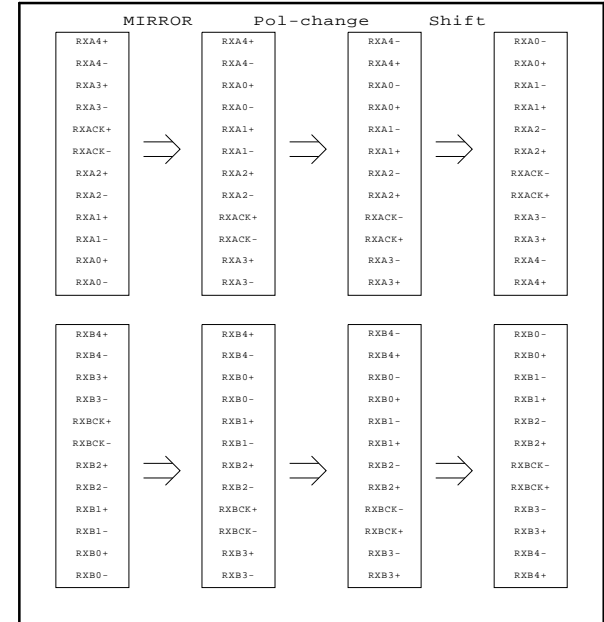 MIRROR Pol-change Shift
RXA4+ RXA4+ RXA4- RXA0-
RXA4- RXA4- RXA4+ RXA0+
RXA3+ RXA0+ RXA0- RXA1-
RXA3- RXA0- RXA0+ RXA1+
RXACK+ RXA1+ RXA1- RXA2-
RXACK- RXA1- RXA1+ RXA2+
RXA2+ RXA2+ RXA2- RXACK-
RXA2- RXA2- RXA2+ RXACK+
RXA1+ RXACK+ RXACK- RXA3-
RXA1- RXACK- RXACK+ RXA3+
RXA0+ RXA3+ RXA3- RXA4-
RXA0- RXA3- RXA3+ RXA4+
RXB4+ RXB4+ RXB4- RXB0-
RXB4- RXB4- RXB4+ RXB0+
RXB3+ RXB0+ RXB0- RXB1-
RXB3- RXB0- RXB0+ RXB1+
RXBCK+ RXB1+ RXB1- RXB2-
RXBCK- RXB1- RXB1+ RXB2+
RXB2+ RXB2+ RXB2- RXBCK-
RXB2- RXB2- RXB2+ RXBCK+
RXB1+ RXBCK+ RXBCK- RXB3-
RXB1- RXBCK- RXBCK+ RXB3+
RXB0+ RXB3+ RXB3- RXB4-
RXB0- RXB3- RXB3+ RXB4+